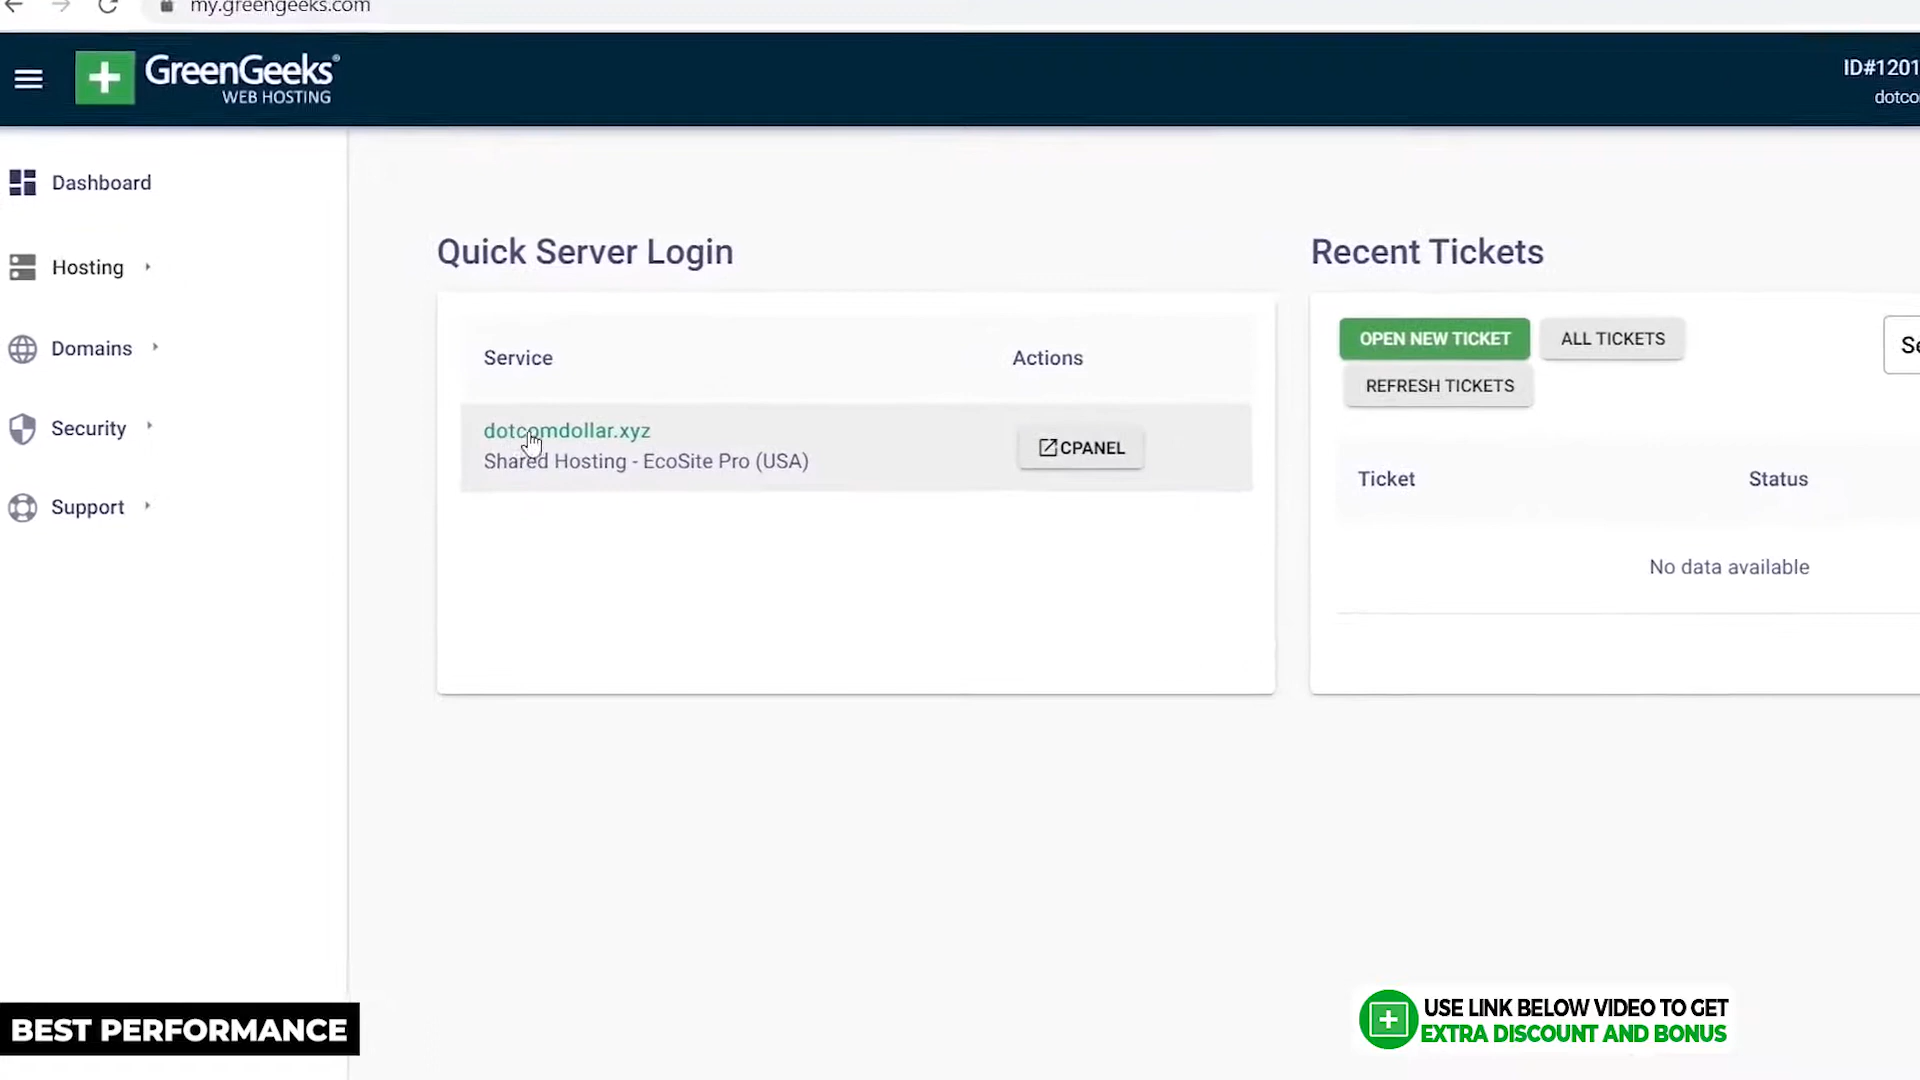 my.greengeeks.com
GreenGeeks®
WEB HOSTING
ID#1201
dotco
Dashboard
Hosting
Domains
Security
Support
Quick Server Login
Service Actions
dotcomdollar.xyz
Shared Hosting - EcoSite Pro (USA)
CPANEL
Recent Tickets
OPEN NEW TICKET ALL TICKETS
REFRESH TICKETS
Se
Ticket Status
No data available
BEST PERFORMANCE
USE LINK BELOW VIDEO TO GET
EXTRA DISCOUNT AND BONUS